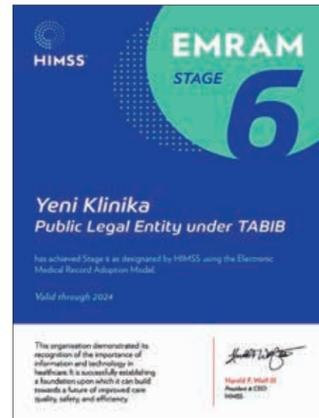 HIMSS
EMRAM
STAGE
6
Yeni Klinika
Public Legal Entity under TABIB
has achieved Stage 6 as designated by HIMSS using the Electronic
Medical Record Adoption Model.
Valid through 2024
This organisation demonstrated its
recognition of the importance of
information and technology in
healthcare. It is successfully establishing
a foundation upon which it can build
towards a future of improved care
quality, safety, and efficiency.
Harold F. Wolf III
President & CEO
HIMSS